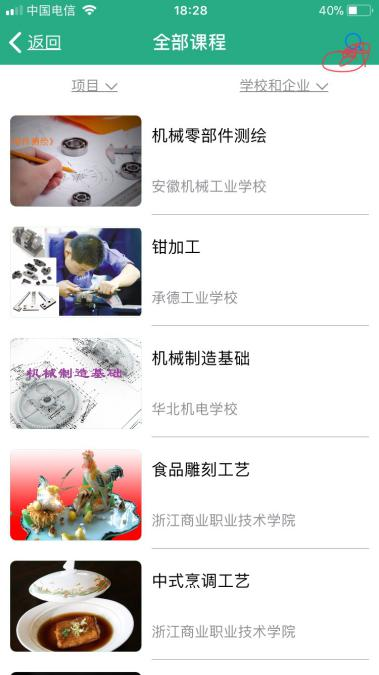 中国电信 18:28 40%
返回 全部课程
项目 学校和企业
机械零部件测绘
安徽机械工业学校
钳加工
承德工业学校
机械制造基础
机械制造基础
华北机电学校
食品雕刻工艺
浙江商业职业技术学院
中式烹调工艺
浙江商业职业技术学院